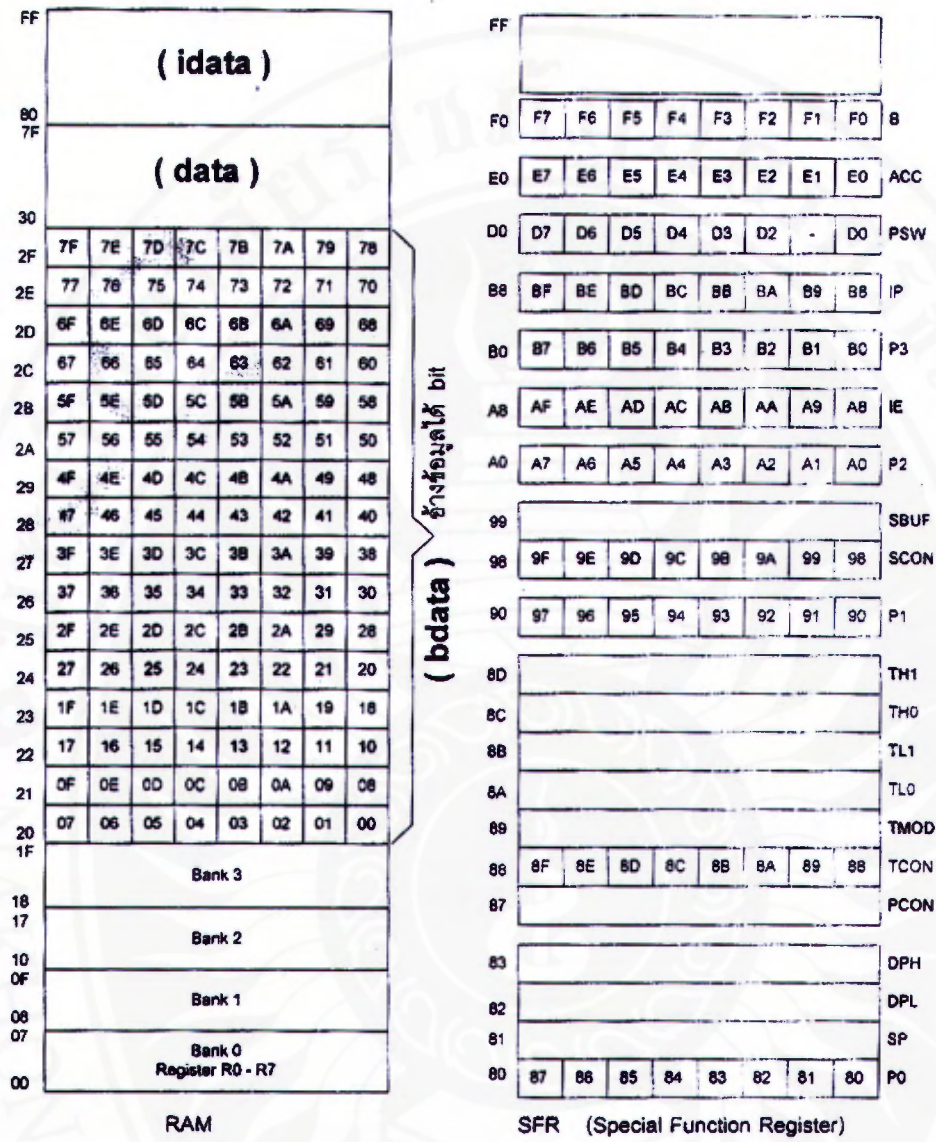 FF
( idata )
80
7F
( data )
30
2F 7F 7E 7D 7C 7B 7A 79 78
2E 77 76 75 74 73 72 71 70
2D 6F 6E 6D 6C 6B 6A 69 68
2C 67 66 65 64 63 62 61 60
2B 5F 5E 5D 5C 5B 5A 59 58
2A 57 56 55 54 53 52 51 50
29 4F 4E 4D 4C 4B 4A 49 48
28 47 46 45 44 43 42 41 40
27 3F 3E 3D 3C 3B 3A 39 38
26 37 36 35 34 33 32 31 30
25 2F 2E 2D 2C 2B 2A 29 28
24 27 26 25 24 23 22 21 20
23 1F 1E 1D 1C 1B 1A 19 18
22 17 16 15 14 13 12 11 10
21 0F 0E 0D 0C 0B 0A 09 08
20 07 06 05 04 03 02 01 00
( bdata )
อ้างข้อมูลได้ bit
1F
Bank 3
18
17
Bank 2
10
0F
Bank 1
08
07
Bank 0
Register R0 - R7
00
RAM
FF
F0 F7 F6 F5 F4 F3 F2 F1 F0 B
E0 E7 E6 E5 E4 E3 E2 E1 E0 ACC
D0 D7 D6 D5 D4 D3 D2 - D0 PSW
B8 BF BE BD BC BB BA B9 B8 IP
B0 B7 B6 B5 B4 B3 B2 B1 B0 P3
A8 AF AE AD AC AB AA A9 A8 IE
A0 A7 A6 A5 A4 A3 A2 A1 A0 P2
99 SBUF
98 9F 9E 9D 9C 9B 9A 99 98 SCON
90 97 96 95 94 93 92 91 90 P1
8D TH1
8C TH0
8B TL1
8A TL0
89 TMOD
88 8F 8E 8D 8C 8B 8A 89 88 TCON
87 PCON
83 DPH
82 DPL
81 SP
80 87 86 85 84 83 82 81 80 P0
SFR (Special Function Register)